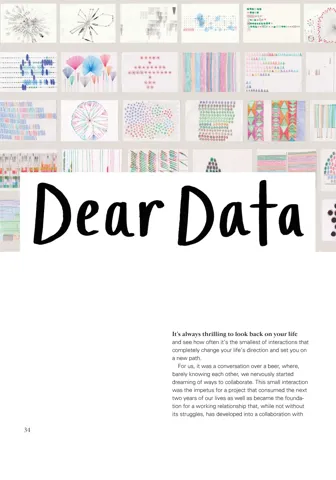 Dear Data
It's always thrilling to look back on your life
and see how often it's the smallest of interactions that
completely change your life's direction and set you on
a new path.
For us, it was a conversation over a beer, where,
barely knowing each other, we nervously started
dreaming of ways to collaborate. This small interaction
was the impetus for a project that consumed the next
two years of our lives as well as became the founda-
tion for a working relationship that, while not without
its struggles, has developed into a collaboration with
34